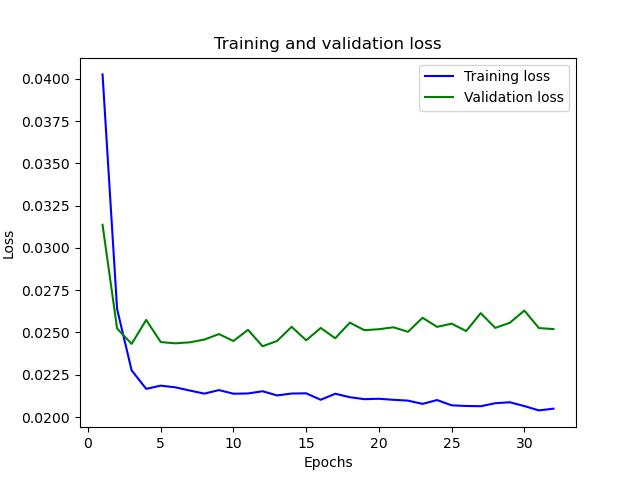 Training and validation loss
Training loss
Validation loss
0.0400
0.0375
0.0350
0.0325
0.0300
0.0275
0.0250
0.0225
0.0200
Loss
0 5 10 15 20 25 30
Epochs